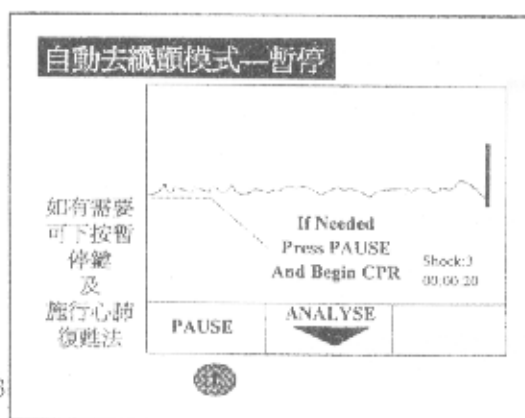 自動去纖顫模式—暫停
如有需要
可下按暫
停鍵
及
施行心肺
復甦法
If Needed
Press PAUSE
And Begin CPR
Shock:3
00:00:20
PAUSE
ANALYSE